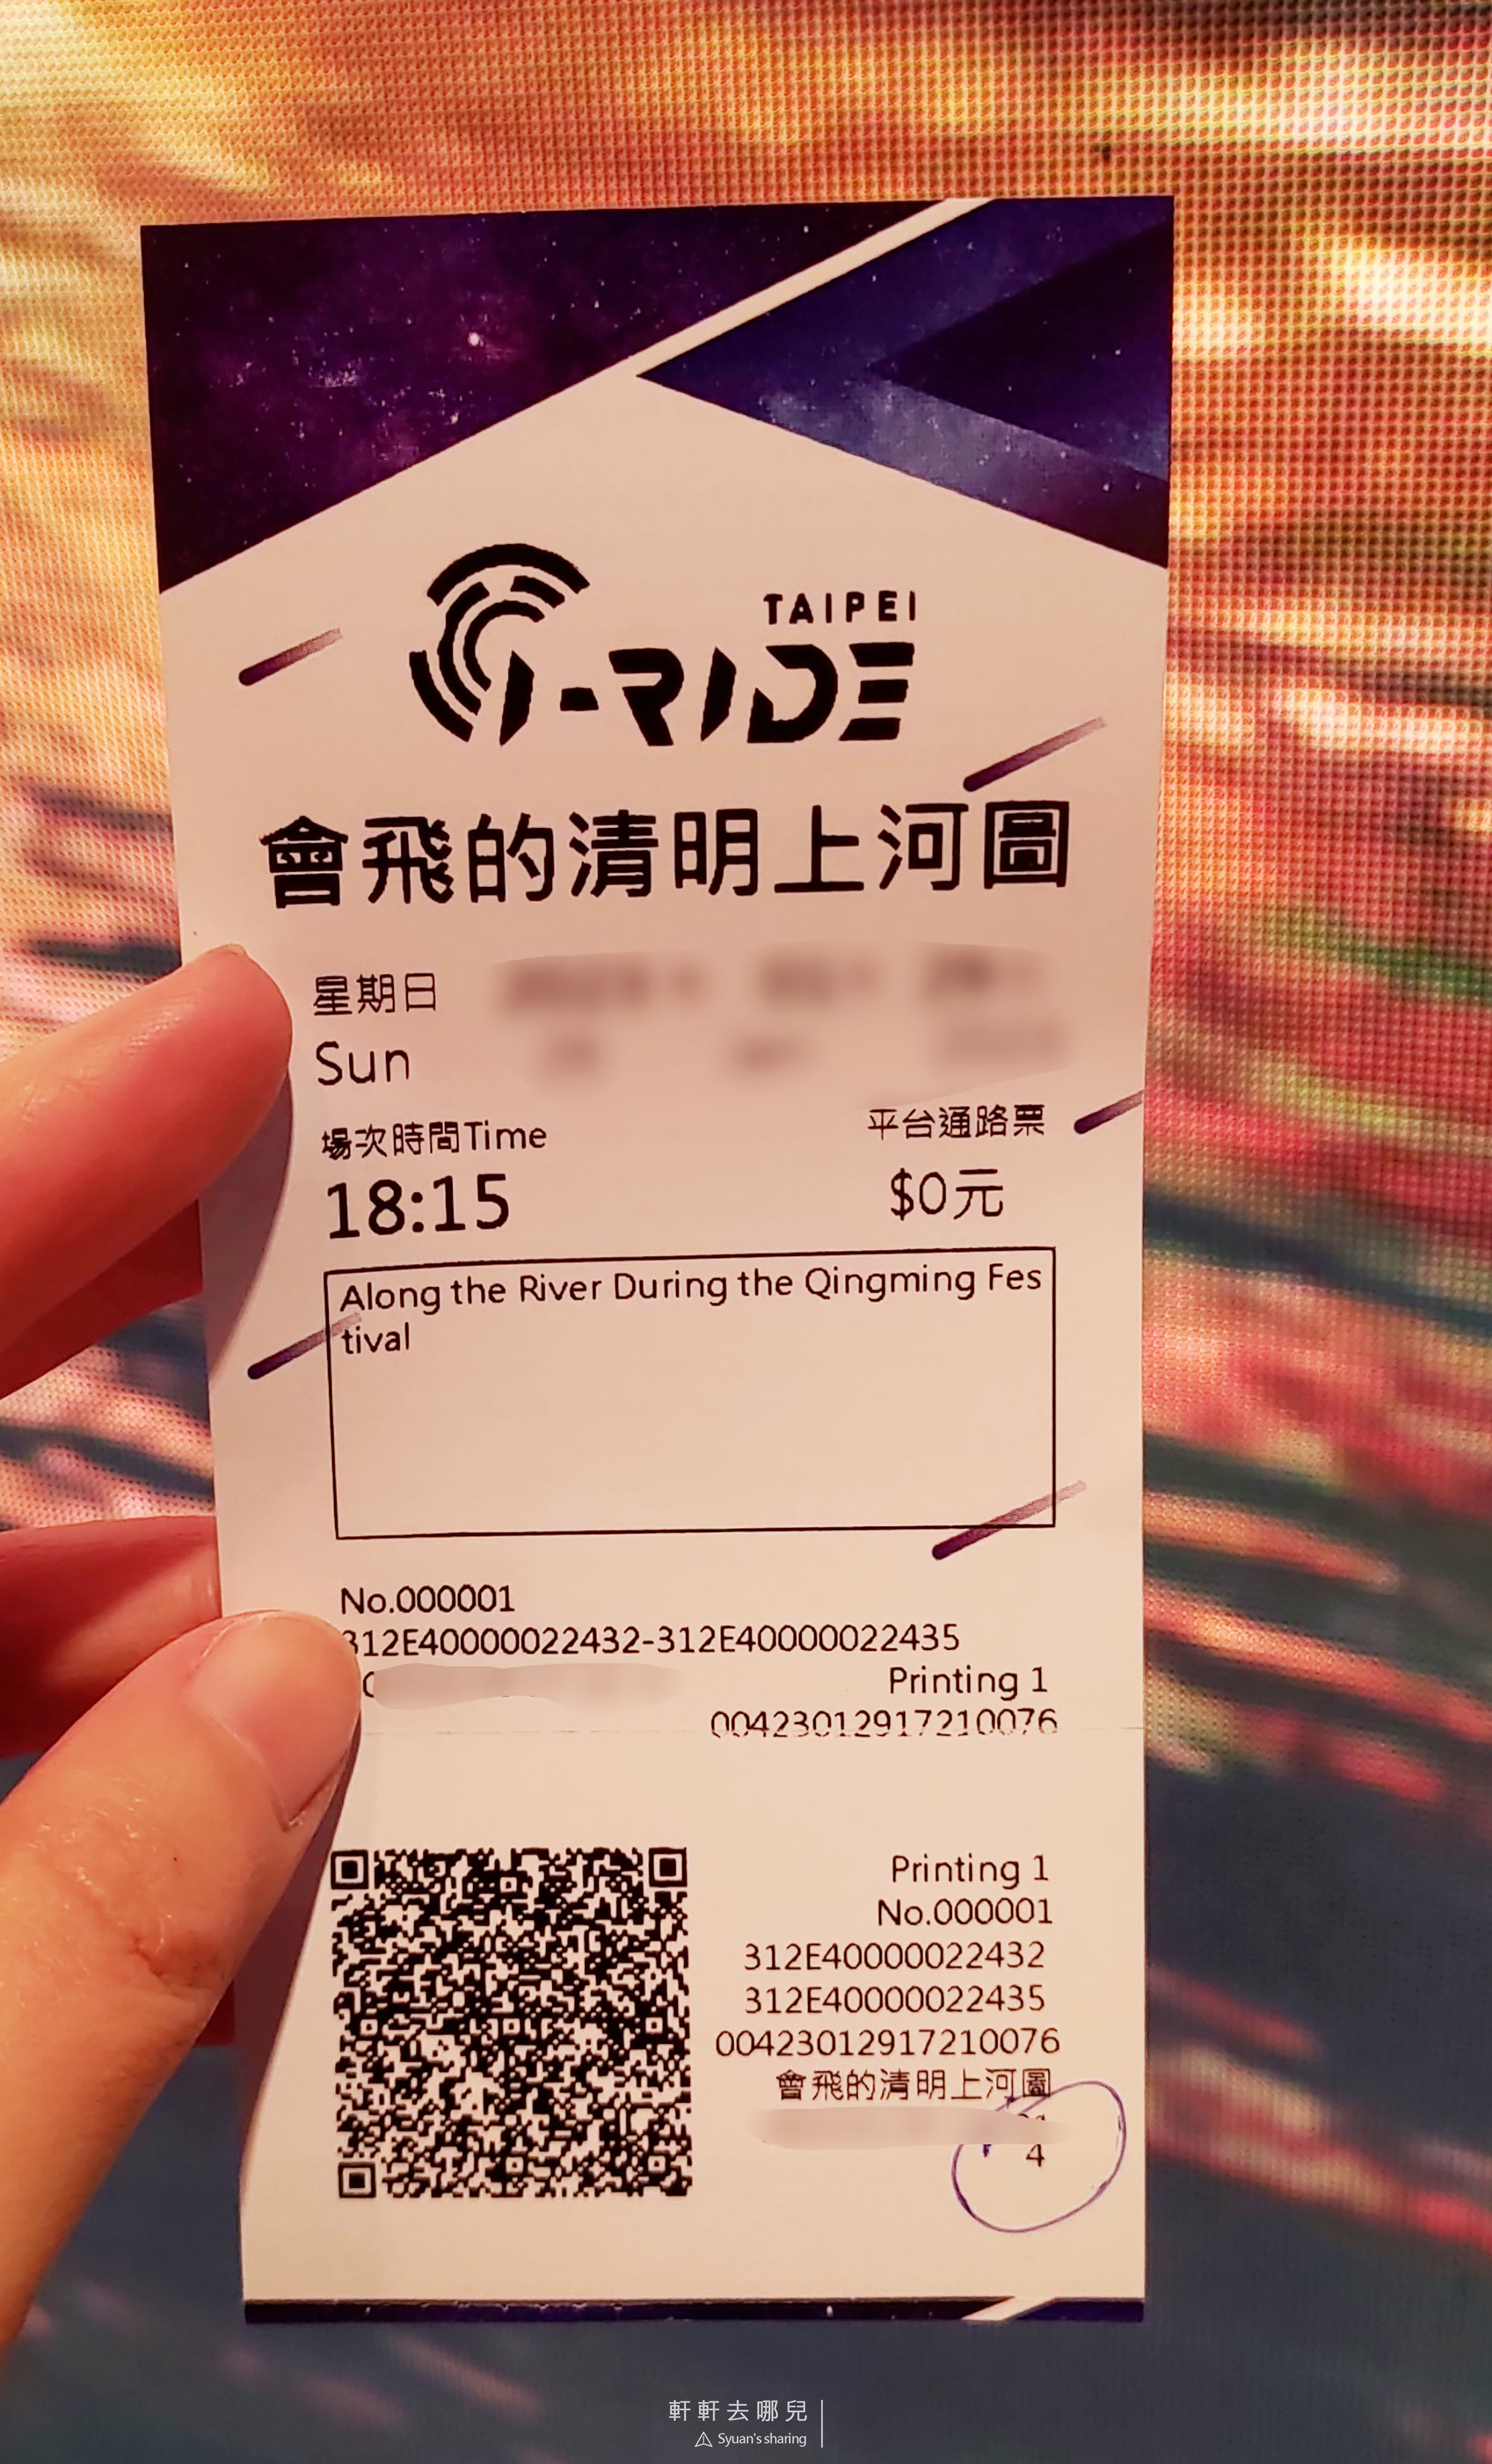 TAIPEI
i-RIDE
會飛的清明上河圖
星期日
Sun
場次時間Time
平台通路票
18:15
$0元
Along the River During the Qingming Fes
tival
No.000001
312E40000022432-312E40000022435
Printing 1
00423012917210076
Printing 1
No.000001
312E40000022432
312E40000022435
00423012917210076
會飛的清明上河圖
4
軒軒去哪兒
Syuan's sharing